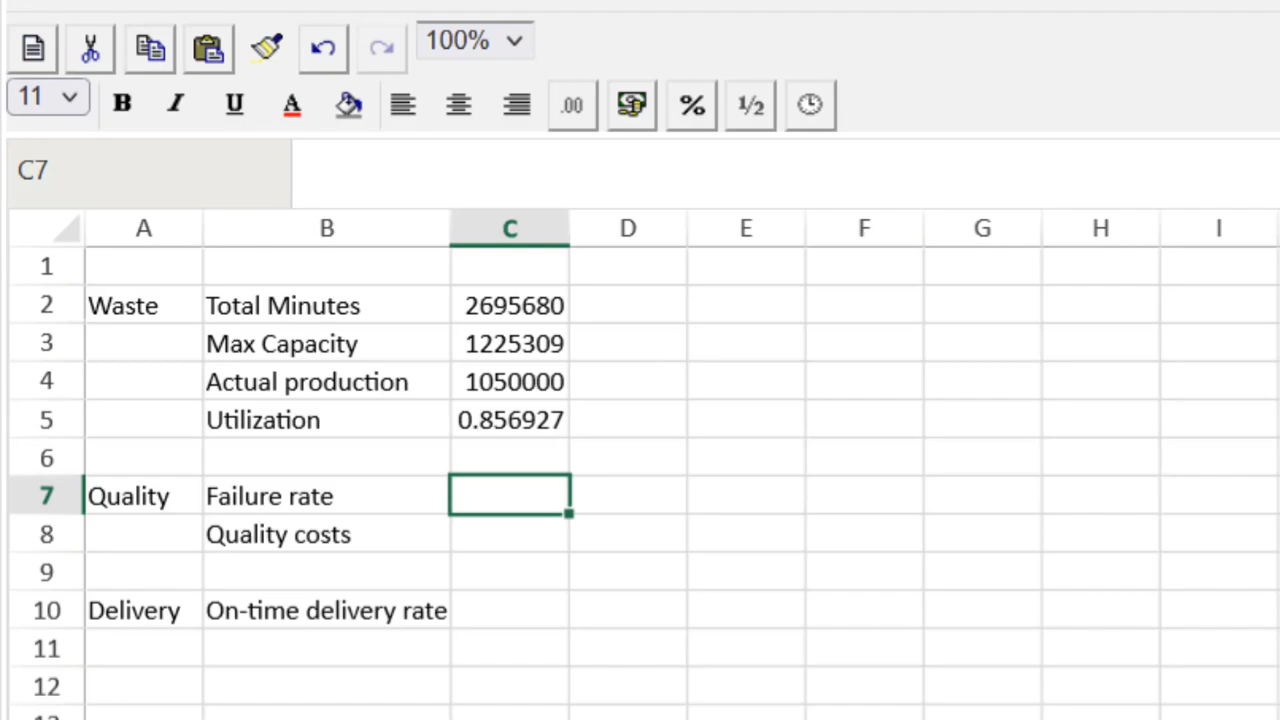 100%
11 B I U A .00 % 1/2
C7
A B C D E F G H I
1
2 Waste Total Minutes 2695680
3 Max Capacity 1225309
4 Actual production 1050000
5 Utilization 0.856927
6
7 Quality Failure rate
8 Quality costs
9
10 Delivery On-time delivery rate
11
12
13